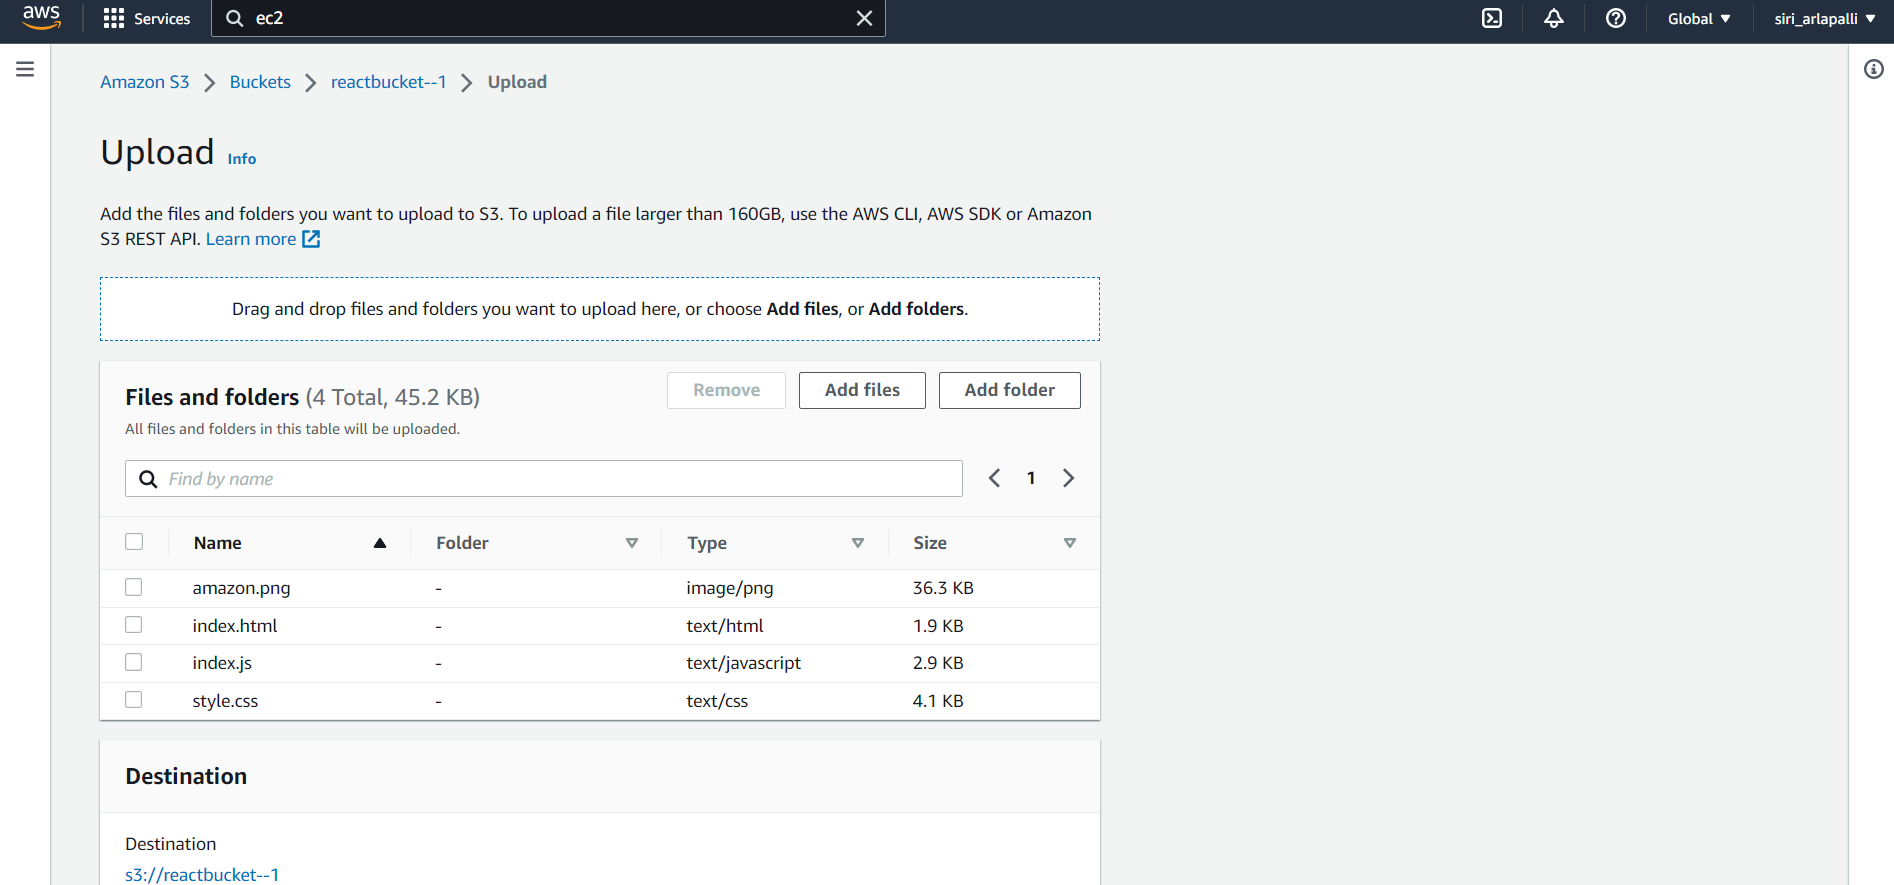 aws Services ec2 Global siri_arlapalli
Amazon S3 Buckets reactbucket--1 Upload
Upload Info
Add the files and folders you want to upload to S3. To upload a file larger than 160GB, use the AWS CLI, AWS SDK or Amazon
S3 REST API. Learn more
Drag and drop files and folders you want to upload here, or choose Add files, or Add folders.
Files and folders (4 Total, 45.2 KB) Remove Add files Add folder
All files and folders in this table will be uploaded.
Find by name 1
Name Folder Type Size
amazon.png - image/png 36.3 KB
index.html - text/html 1.9 KB
index.js - text/javascript 2.9 KB
style.css - text/css 4.1 KB
Destination
Destination
s3://reactbucket--1